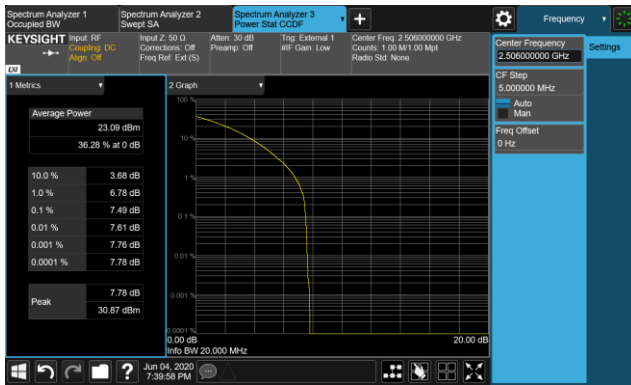 Spectrum Analyzer 1
Occupied BW
Spectrum Analyzer 2
Swept SA
Spectrum Analyzer 3
Power Stat CCDF
Frequency
KEYSIGHT
Input: RF
Coupling: DC
Align: Off
Input Z: 50 Ω
Corrections: Off
Freq Ref: Ext (S)
Atten: 30 dB
Preamp: Off
Trig: External 1
#IF Gain: Low
Center Freq: 2.506000000 GHz
Counts: 1.00 M/1.00 Mpt
Radio Std: None
LXI
Center Frequency
2.506000000 GHz
Settings
CF Step
5.000000 MHz
Auto
Man
Freq Offset
0 Hz
1 Metrics
Average Power
23.09 dBm
36.28 % at 0 dB
10.0 % 3.68 dB
1.0 % 6.78 dB
0.1 % 7.49 dB
0.01 % 7.61 dB
0.001 % 7.76 dB
0.0001 % 7.78 dB
Peak
7.78 dB
30.87 dBm
2 Graph
100 %
10 %
1 %
0.1 %
0.01 %
0.001 %
0.0001 %
0.00 dB
20.00 dB
Info BW 20.000 MHz
?
Jun 04, 2020
7:39:58 PM